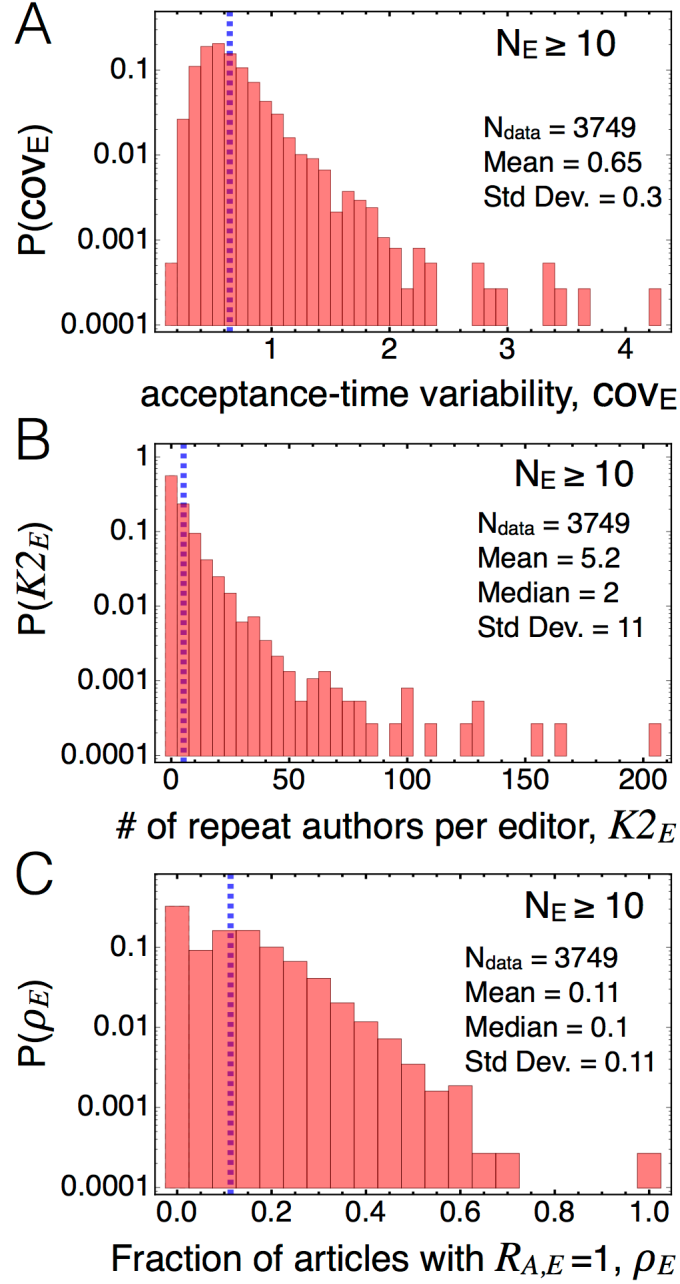 A
N_E ≥ 10
N_data = 3749
Mean = 0.65
Std Dev. = 0.3
P(cov_E)
0.1
0.01
0.001
0.0001
1 2 3 4
acceptance-time variability, cov_E
B
N_E ≥ 10
N_data = 3749
Mean = 5.2
Median = 2
Std Dev. = 11
P(K2_E)
1
0.1
0.01
0.001
0.0001
0 50 100 150 200
# of repeat authors per editor, K2_E
C
N_E ≥ 10
N_data = 3749
Mean = 0.11
Median = 0.1
Std Dev. = 0.11
P(ρ_E)
0.1
0.01
0.001
0.0001
0.0 0.2 0.4 0.6 0.8 1.0
Fraction of articles with R_A,E =1, ρ_E